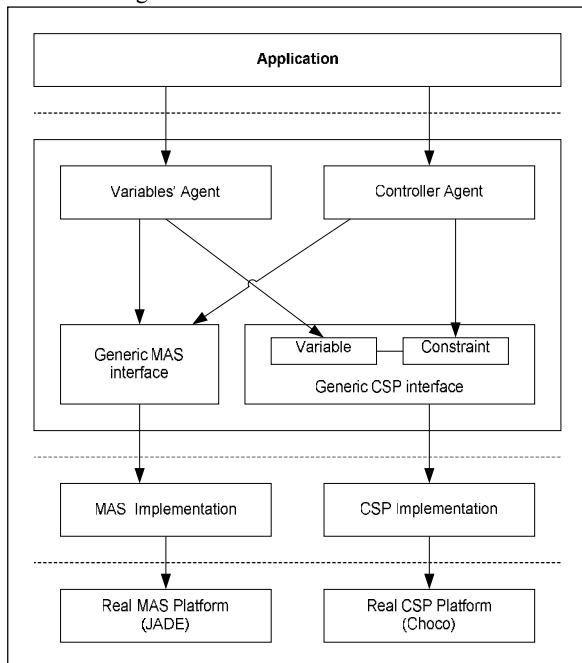 Application
Variables' Agent
Controller Agent
Generic MAS
interface
Variable
Constraint
Generic CSP interface
MAS Implementation
CSP Implementation
Real MAS Platform
(JADE)
Real CSP Platform
(Choco)